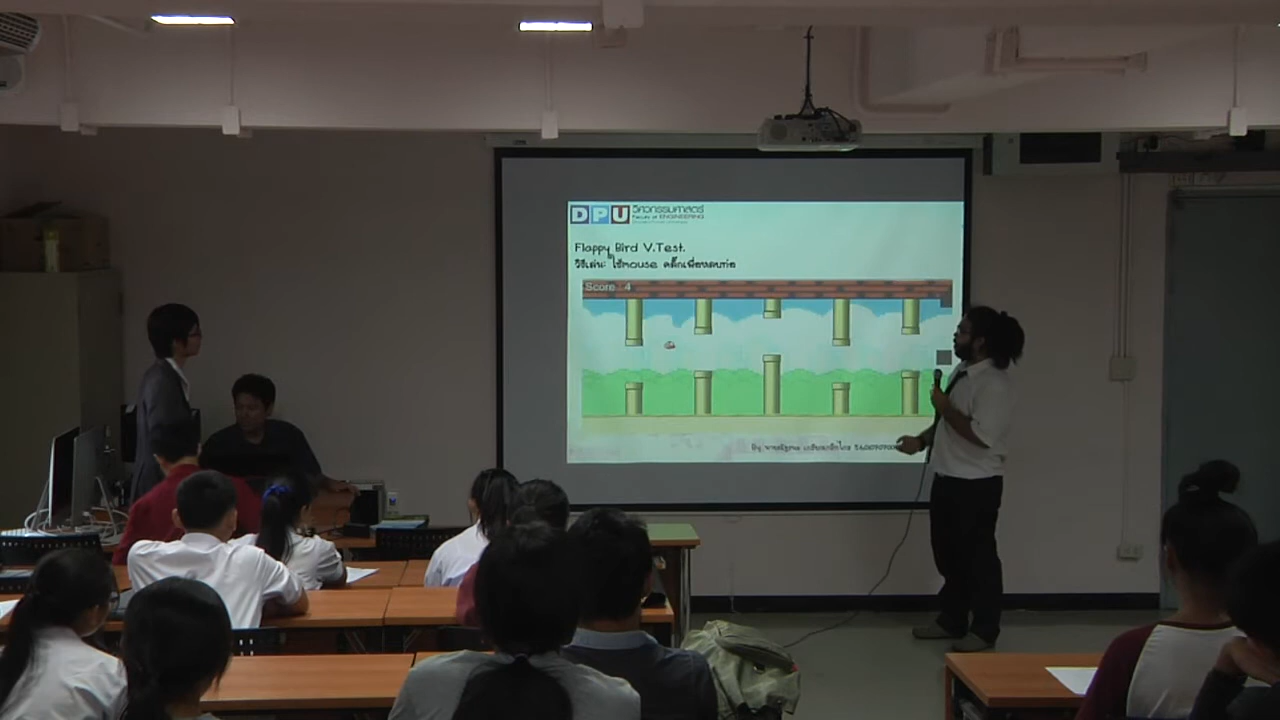 DPU วิศวกรรมศาสตร์
Faculty of ENGINEERING
Flappy Bird V.Test.
วิธีเล่น: ใช้mouse คลิ๊กเพื่อหลบท่อ
Score : 4
By